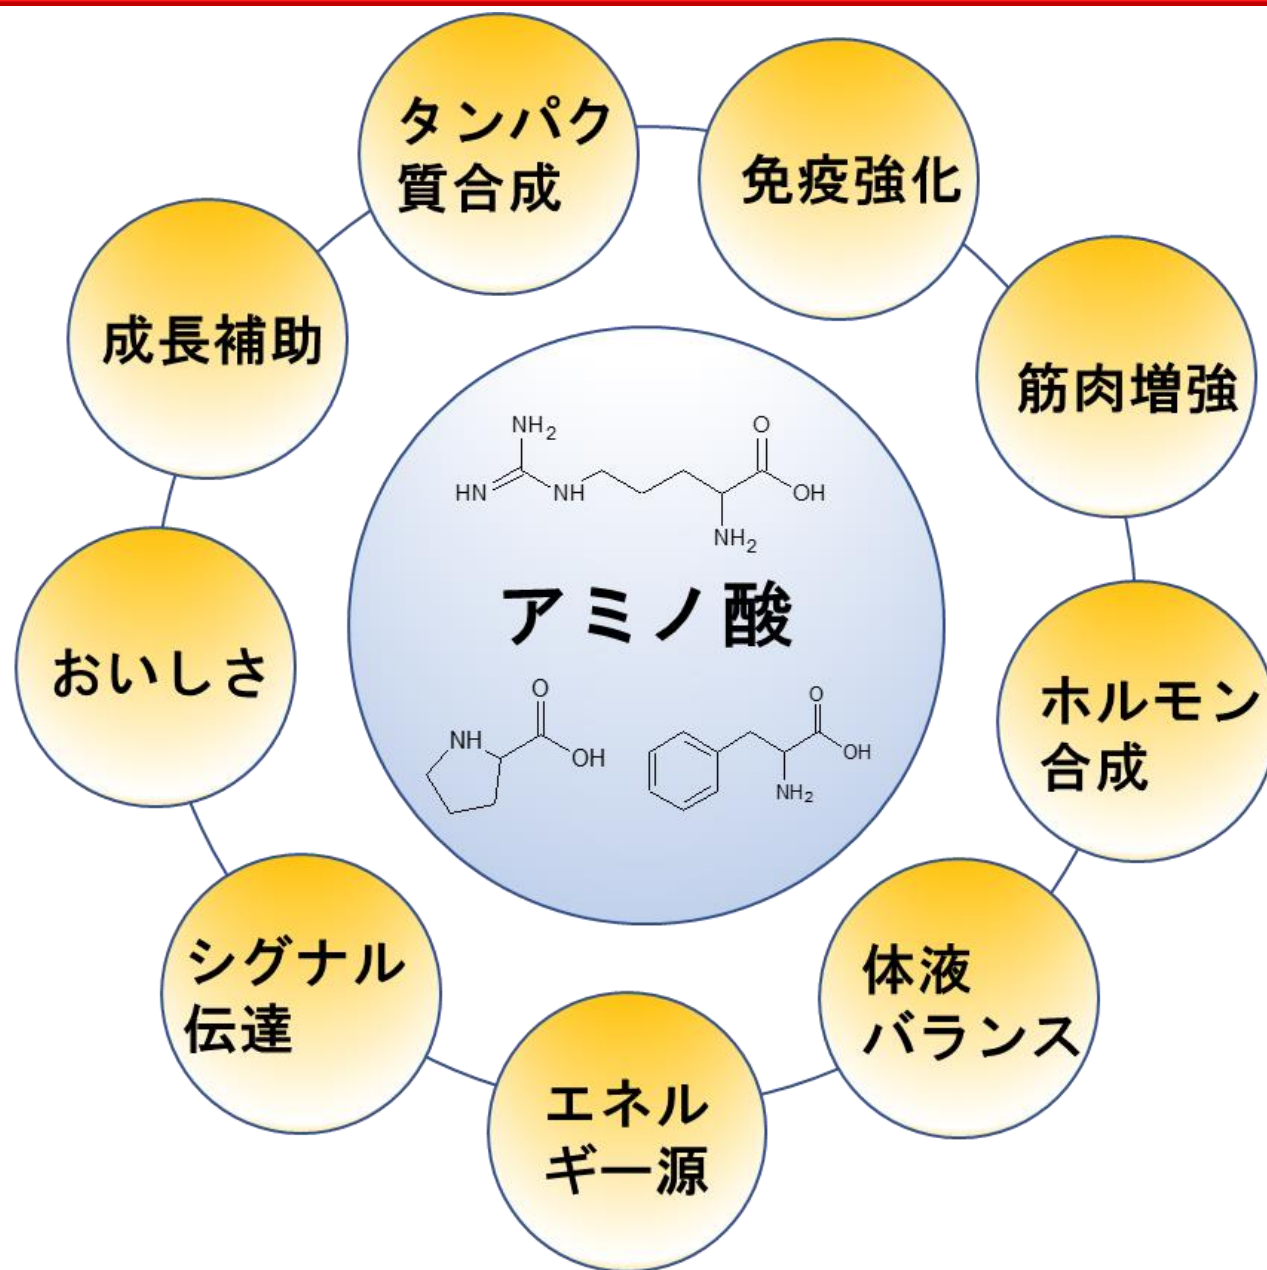 タンパク
質合成
免疫強化
筋肉増強
ホルモン
合成
体液
バランス
エネル
ギー源
シグナル
伝達
おいしさ
成長補助
NH2
HN
NH
O
OH
NH2
アミノ酸
NH
O
OH
O
OH
NH2